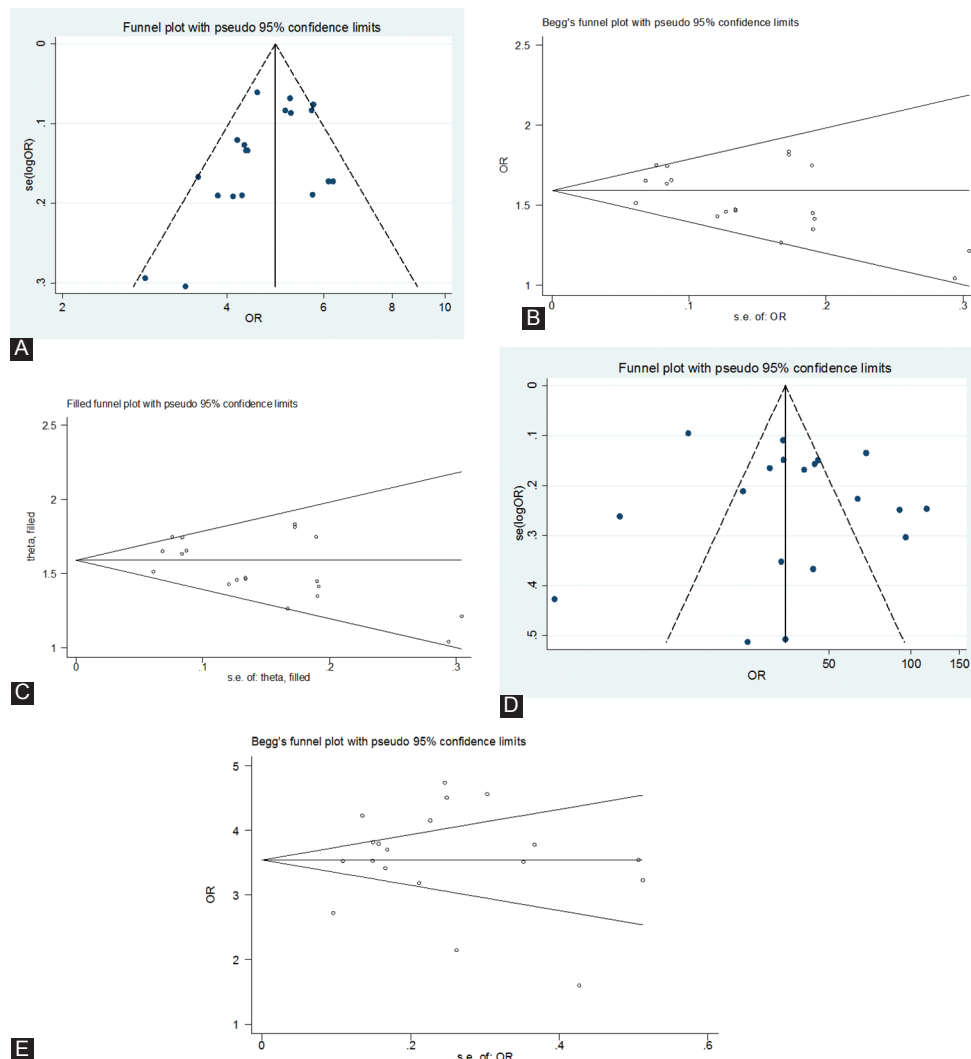 Funnel plot with pseudo 95% confidence limits
0
.1
.2
.3
se(logOR)
2
4
6
8
10
OR
A
Begg's funnel plot with pseudo 95% confidence limits
2.5
2
1.5
1
OR
0
.1
.2
.3
s.e. of: OR
B
Filled funnel plot with pseudo 95% confidence limits
2.5
2
1.5
1
theta, filled
0
.1
.2
.3
s.e. of: theta, filled
C
Funnel plot with pseudo 95% confidence limits
0
.1
.2
.3
.4
.5
se(logOR)
50
100
150
OR
D
Begg's funnel plot with pseudo 95% confidence limits
5
4
3
2
1
OR
0
.2
.4
.6
s.e. of: OR
E